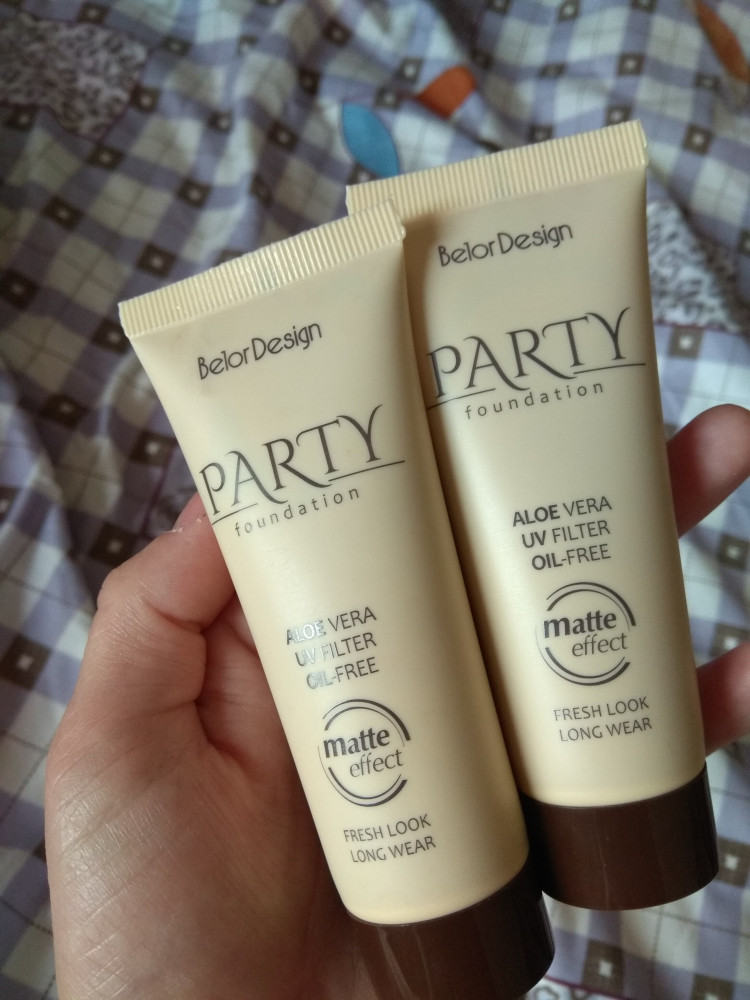 BelorDesign
PARTY
foundation
ALOE VERA
UV FILTER
OIL-FREE
matte
effect
FRESH LOOK
LONG WEAR
BelorDesign
PARTY
foundation
ALOE VERA
UV FILTER
OIL-FREE
matte
effect
FRESH LOOK
LONG WEAR